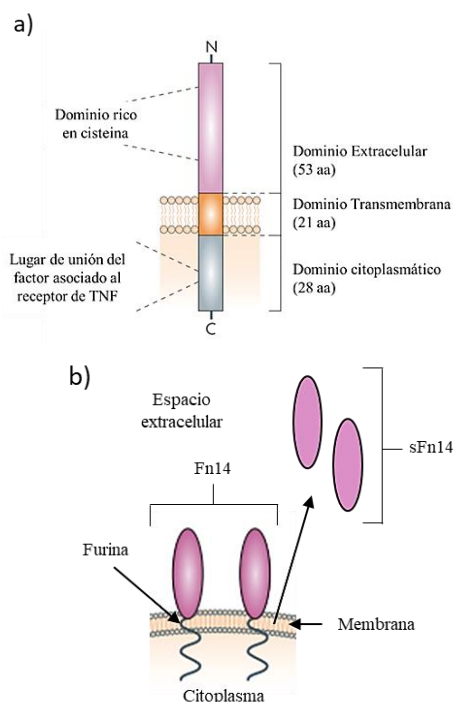 a)
N
Dominio rico
en cisteina
Dominio Extracelular
(53 aa)
Dominio Transmembrana
(21 aa)
Lugar de unión del
factor asociado al
receptor de TNF
Dominio citoplasmático
(28 aa)
C
b)
Espacio
extracelular
sFn14
Fn14
Furina
Membrana
Citoplasma